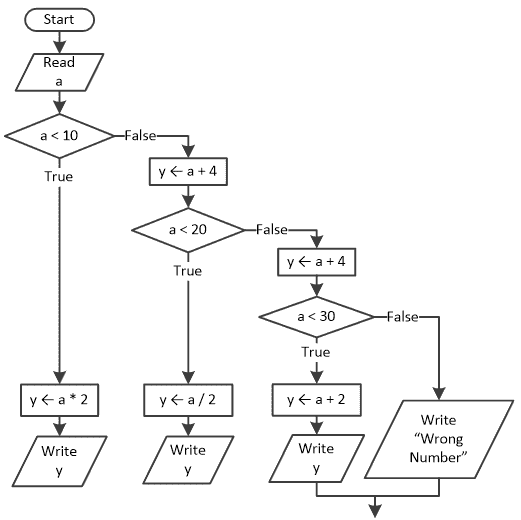 Start
Read
a
a < 10
False
True
y ← a + 4
a < 20
False
True
y ← a + 4
a < 30
False
True
y ← a * 2
y ← a / 2
y ← a + 2
Write
y
Write
y
Write
y
Write
“Wrong
Number”